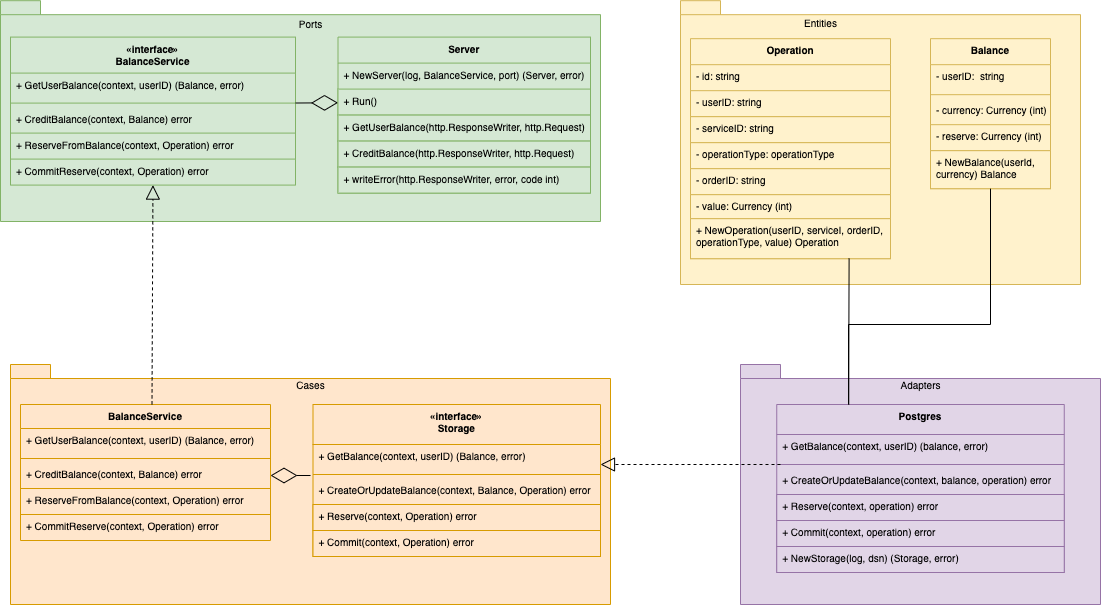 Ports
«interface»
BalanceService
+ GetUserBalance(context, userID) (Balance, error)
+ CreditBalance(context, Balance) error
+ ReserveFromBalance(context, Operation) error
+ CommitReserve(context, Operation) error
Server
+ NewServer(log, BalanceService, port) (Server, error)
+ Run()
+ GetUserBalance(http.ResponseWriter, http.Request)
+ CreditBalance(http.ResponseWriter, http.Request)
+ writeError(http.ResponseWriter, error, code int)
Entities
Operation
- id: string
- userID: string
- serviceID: string
- operationType: operationType
- orderID: string
- value: Currency (int)
+ NewOperation(userID, serviceI, orderID,
operationType, value) Operation
Balance
- userID:  string
- currency: Currency (int)
- reserve: Currency (int)
+ NewBalance(userId,
currency) Balance
Cases
BalanceService
+ GetUserBalance(context, userID) (Balance, error)
+ CreditBalance(context, Balance) error
+ ReserveFromBalance(context, Operation) error
+ CommitReserve(context, Operation) error
«interface»
Storage
+ GetBalance(context, userID) (Balance, error)
+ CreateOrUpdateBalance(context, Balance, Operation) error
+ Reserve(context, Operation) error
+ Commit(context, Operation) error
Adapters
Postgres
+ GetBalance(context, userID) (balance, error)
+ CreateOrUpdateBalance(context, balance, operation) error
+ Reserve(context, operation) error
+ Commit(context, operation) error
+ NewStorage(log, dsn) (Storage, error)